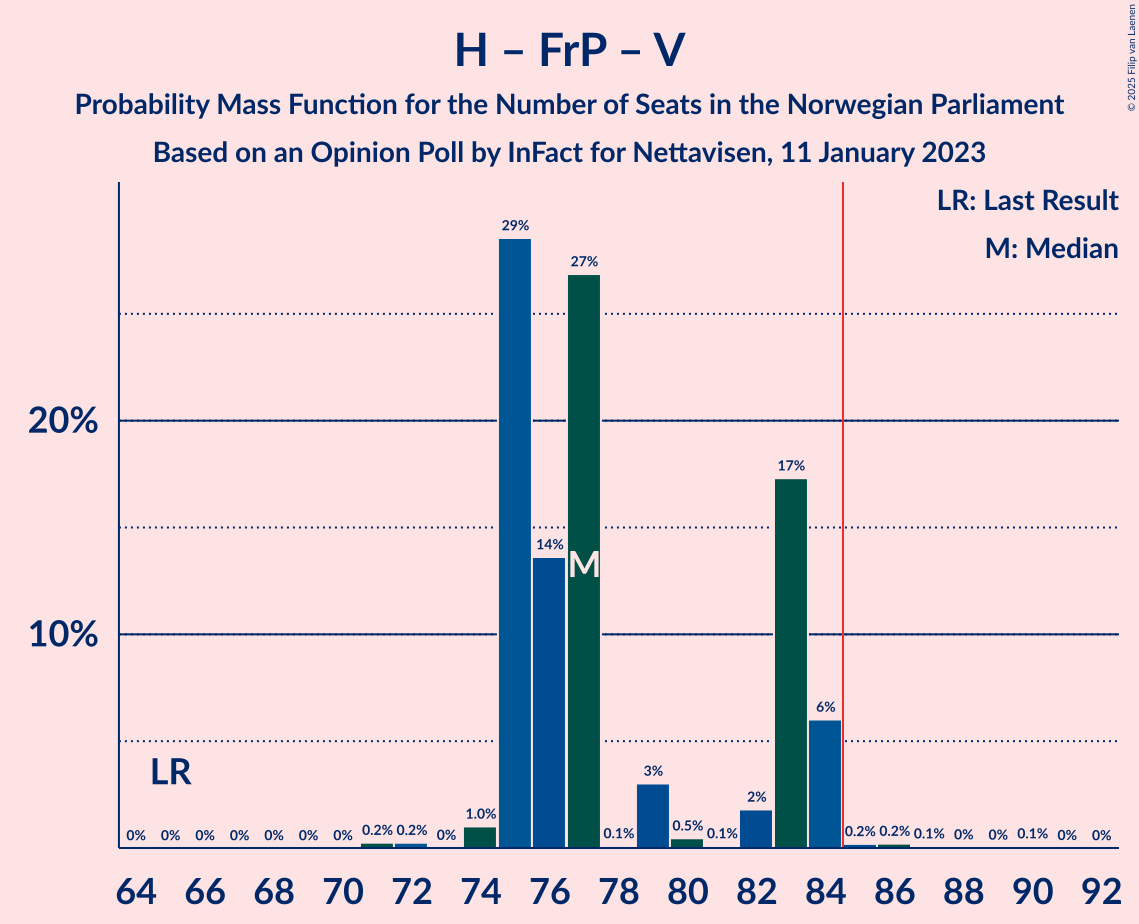 H – FrP – V
Probability Mass Function for the Number of Seats in the Norwegian Parliament
Based on an Opinion Poll by InFact for Nettavisen, 11 January 2023
© 2025 Filip van Laenen
LR: Last Result
M: Median
29%
27%
20%
17%
14%
M
10%
6%
LR
3%
2%
1.0%
0% 0% 0% 0% 0% 0% 0% 0.2% 0.2% 0% 0.1% 0.5% 0.1% 0.2% 0.2% 0.1% 0% 0% 0.1% 0% 0%
64 66 68 70 72 74 76 78 80 82 84 86 88 90 92